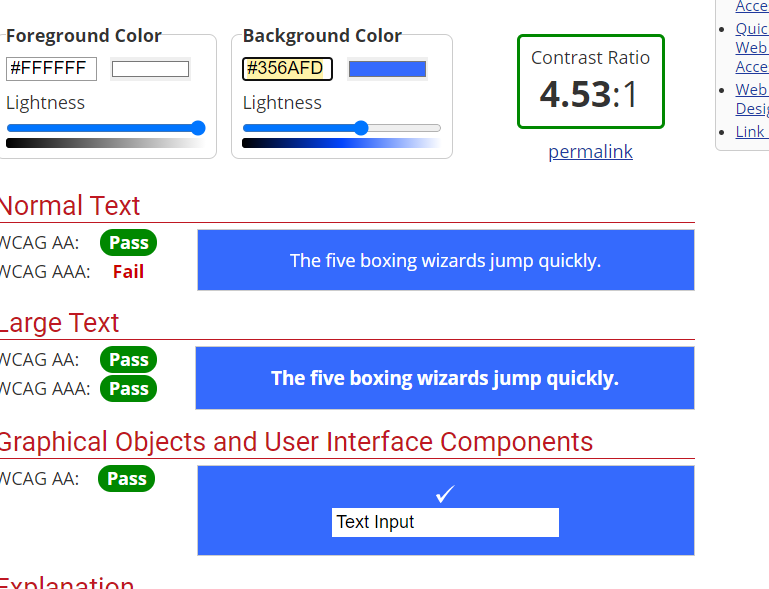 Foreground Color
#FFFFFF
Lightness
Background Color
#356AFD
Lightness
Contrast Ratio
4.53:1
permalink
Acce
Quic
Web
Acce
Web
Desig
Link
Normal Text
WCAG AA: Pass
WCAG AAA: Fail
The five boxing wizards jump quickly.
Large Text
WCAG AA: Pass
WCAG AAA: Pass
The five boxing wizards jump quickly.
Graphical Objects and User Interface Components
WCAG AA: Pass
✓
Text Input
Explanation